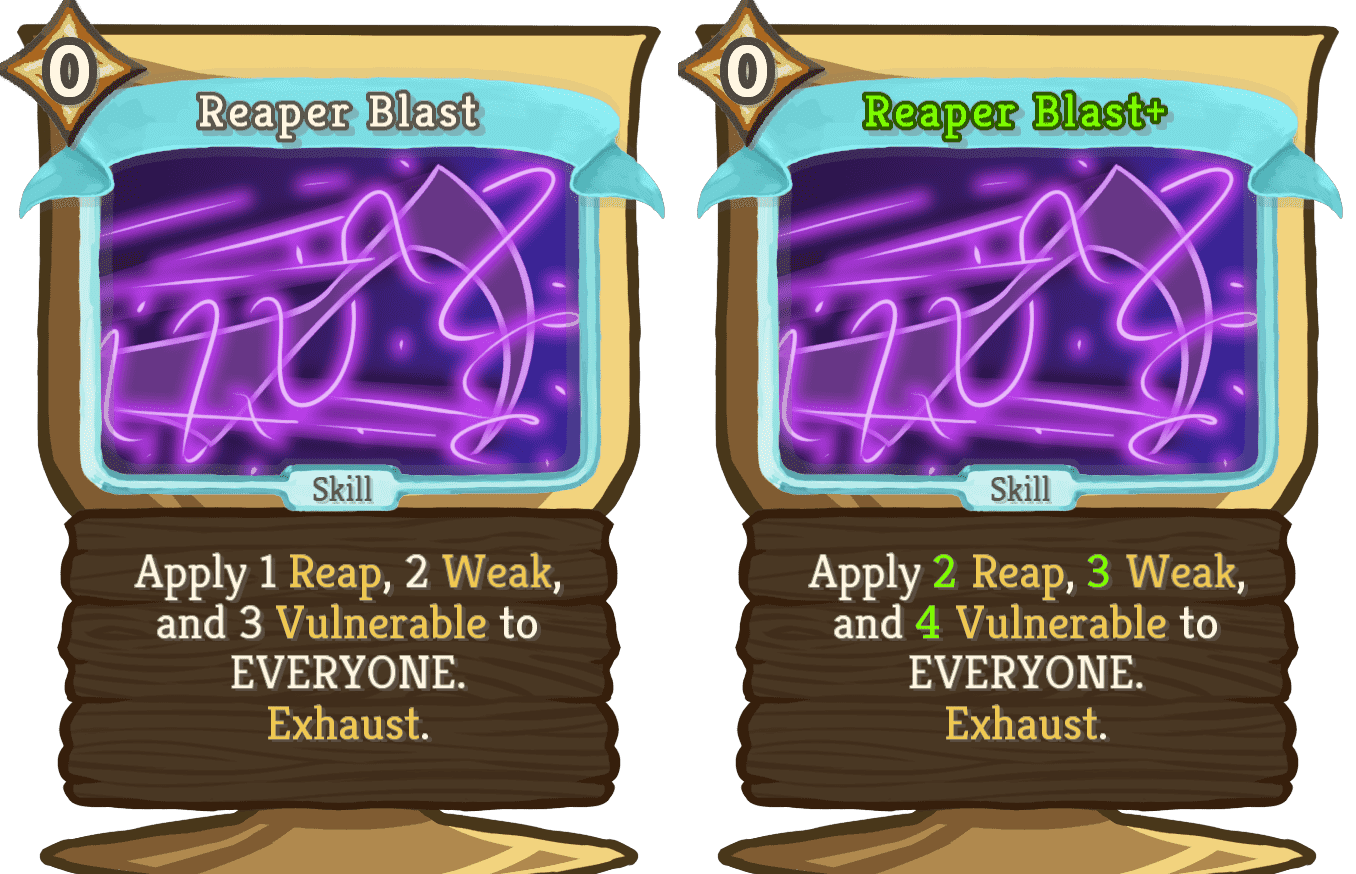 0
Reaper Blast
Skill
Apply 1 Reap, 2 Weak,
and 3 Vulnerable to
EVERYONE.
Exhaust.
0
Reaper Blast+
Skill
Apply 2 Reap, 3 Weak,
and 4 Vulnerable to
EVERYONE.
Exhaust.